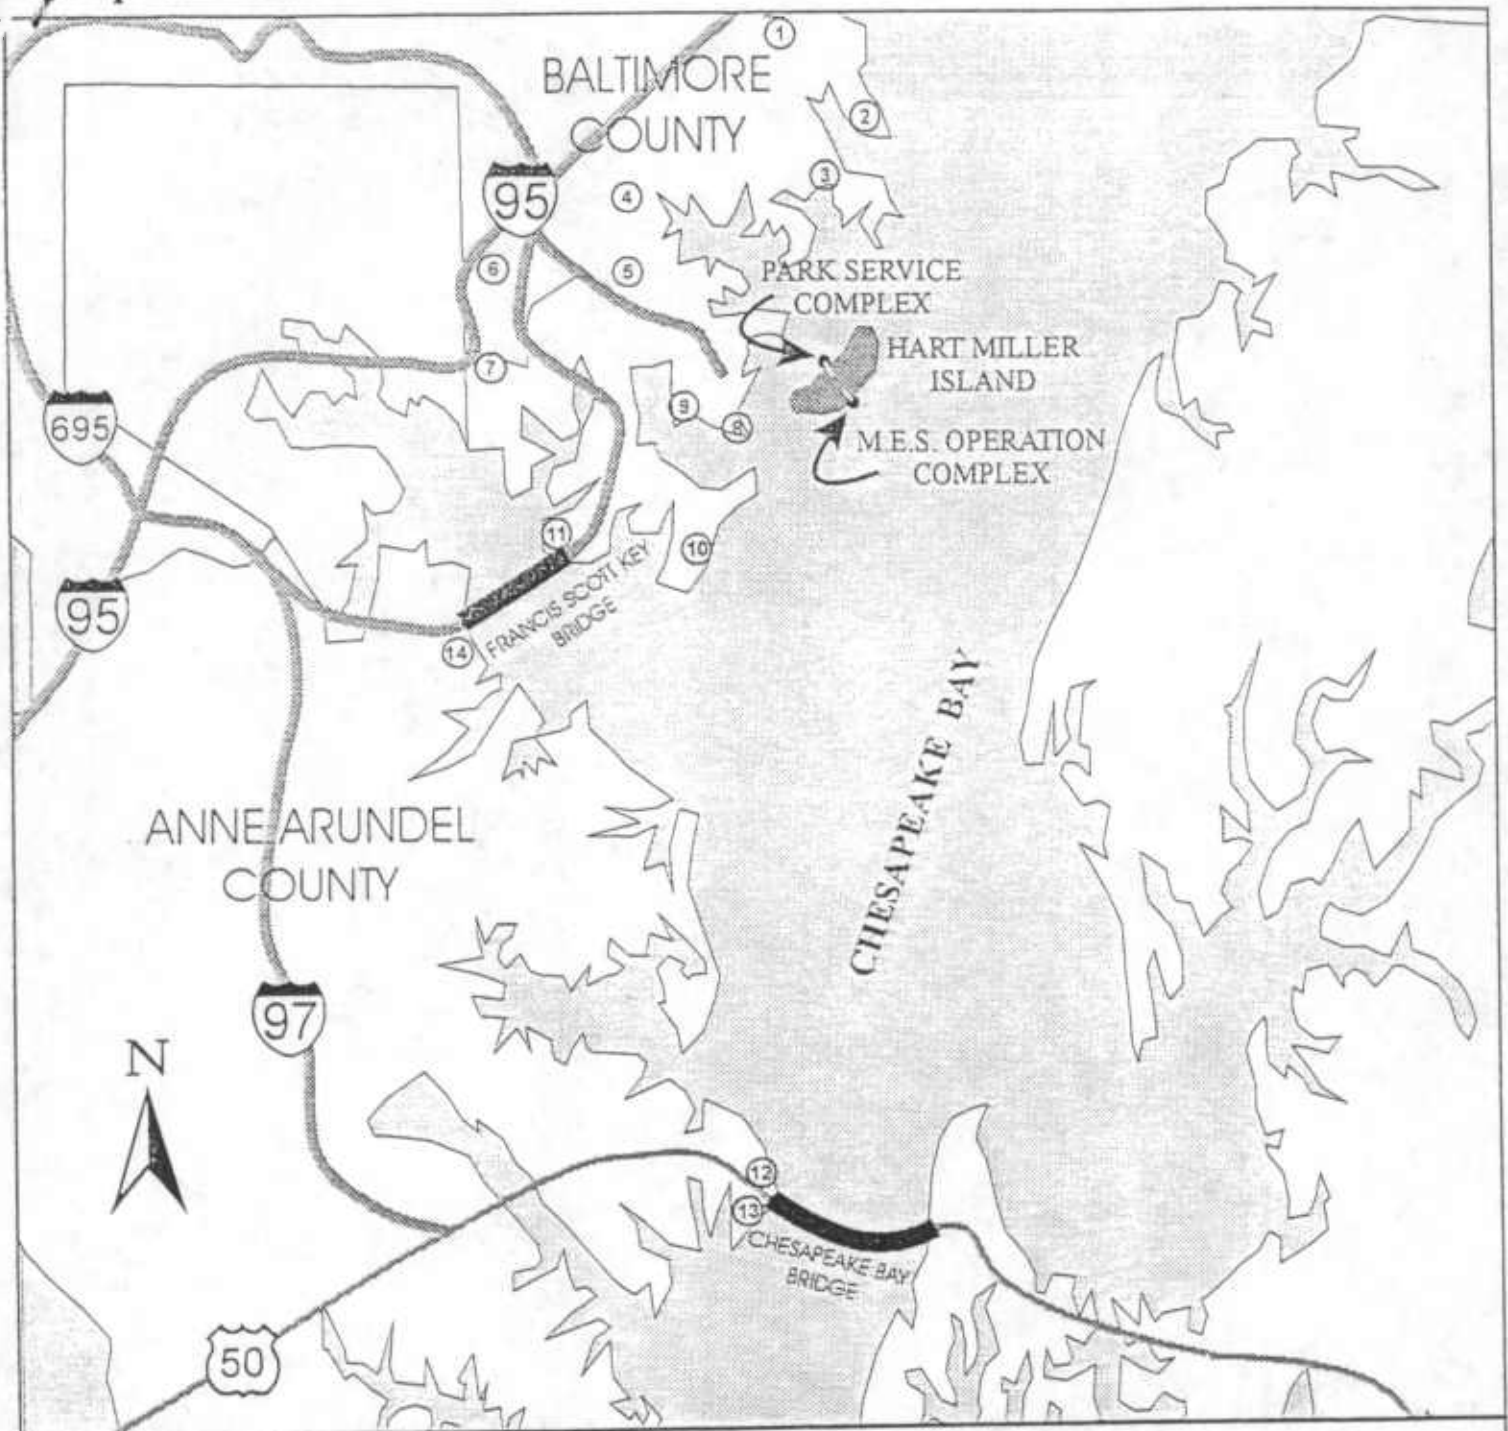 1
BALTIMORE
COUNTY
2
3
95
4
6
5
PARK SERVICE
COMPLEX
HART MILLER
ISLAND
7
9
8
695
M.E.S. OPERATION
COMPLEX
11
10
FRANCIS SCOTT KEY
BRIDGE
95
14
CHESAPEAKE BAY
ANNE ARUNDEL
COUNTY
97
N
12
13
CHESAPEAKE BAY
BRIDGE
50